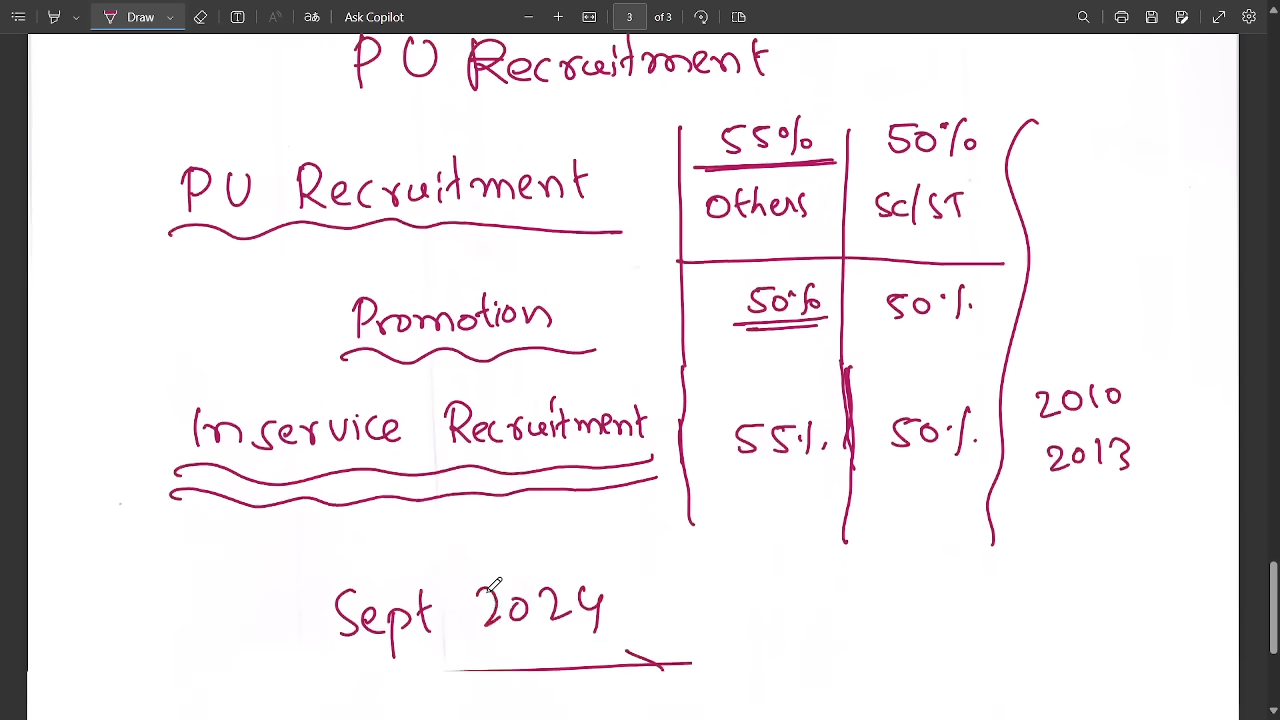 Draw Ask Copilot 3 of 3
PU Recruitment
55% 50%
PU Recruitment Others SC/ST
Promotion 50% 50%
Inservice Recruitment 55% 50% 2010
2013
Sept 2024